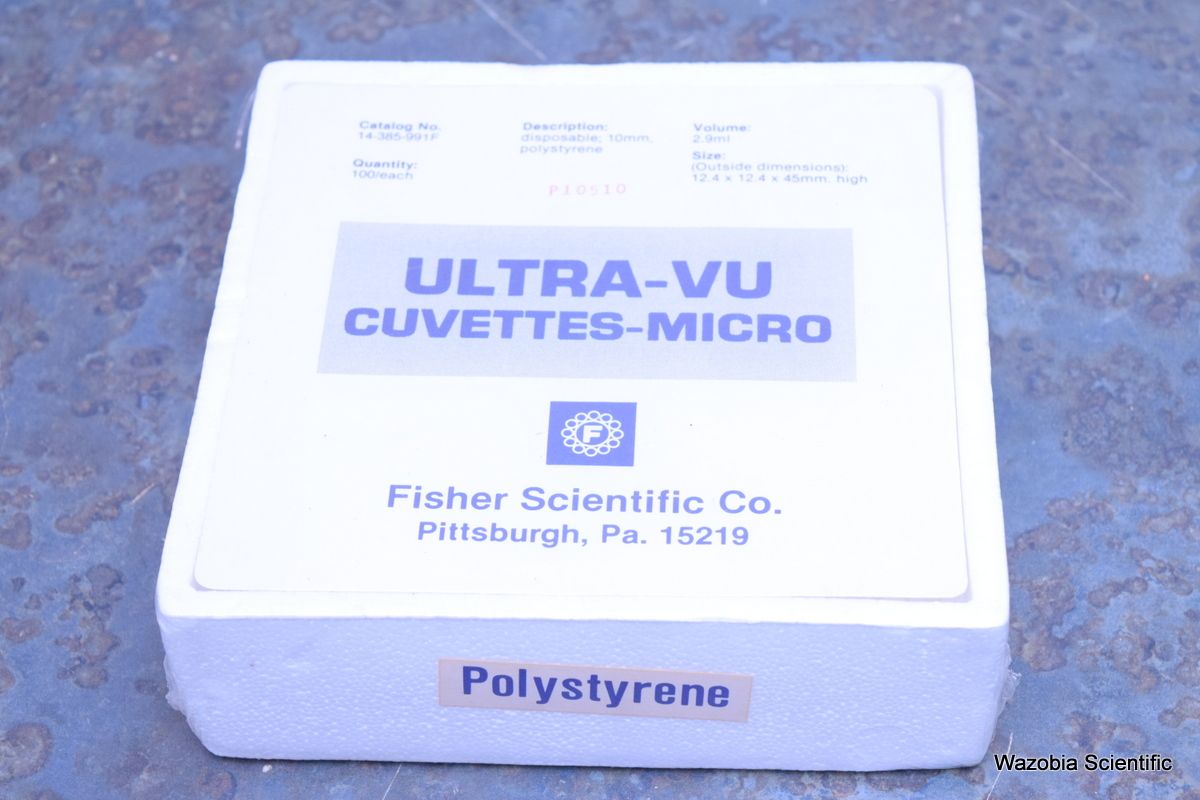 Catalog No.
14-385-991F
Quantity:
100/each
Description:
disposable; 10mm,
polystyrene
Volume:
2.9ml
Size:
(Outside dimensions):
12.4 x 12.4 x 45mm. high
P10510
ULTRA-VU
CUVETTES-MICRO
F
Fisher Scientific Co.
Pittsburgh, Pa. 15219
Polystyrene
Wazobia Scientific